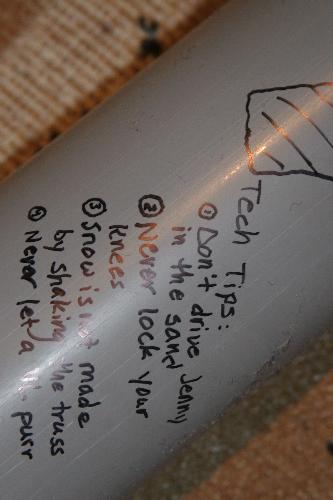 Tech Tips:
① Don't drive Jenny
in the sand
② Never lock your
knees
③ Snow is not made
by shaking the truss
④ Never let a purr